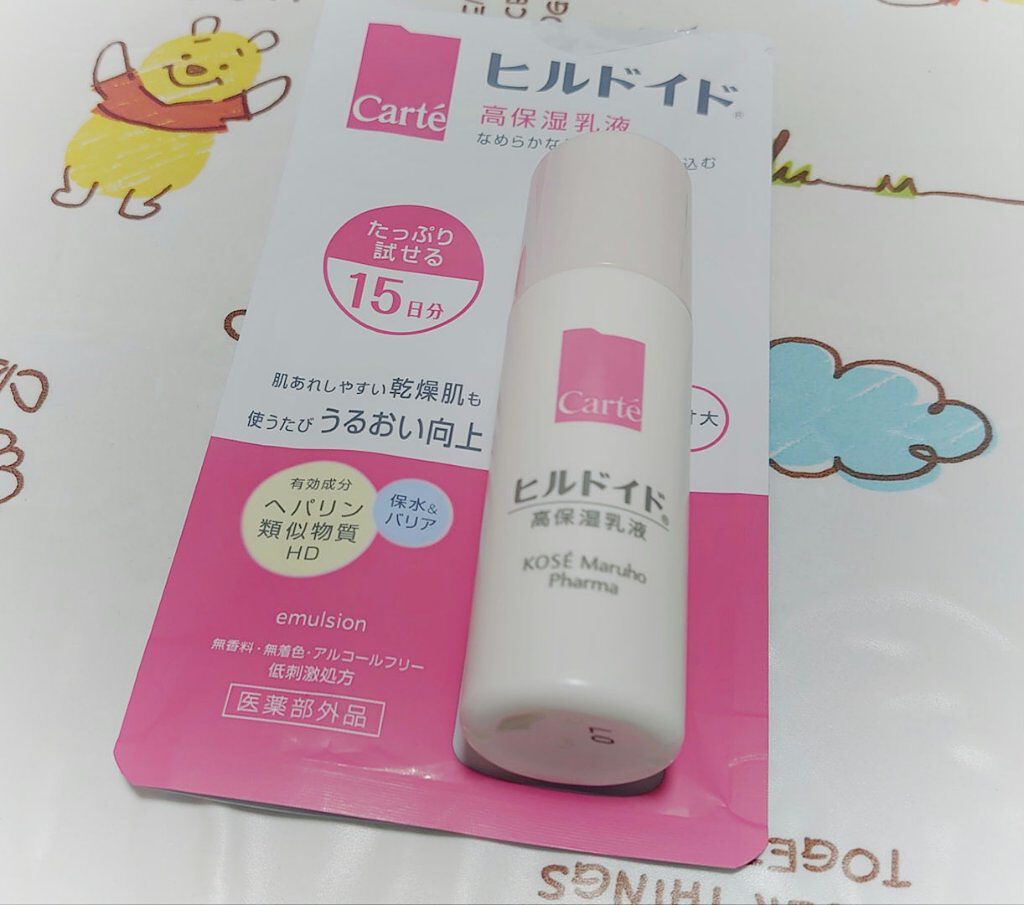 Carté
ヒルドイド®
高保湿乳液
なめらかな
込む
たっぷり
試せる
15日分
肌あれしやすい乾燥肌も
使うたび うるおい向上
有効成分
ヘパリン
類似物質
HD
保水&
バリア
emulsion
無香料・無着色・アルコールフリー
低刺激処方
医薬部外品
Carté
ヒルドイド®
高保湿乳液
KOSÉ Maruho
Pharma
大
TOGE
THINGS